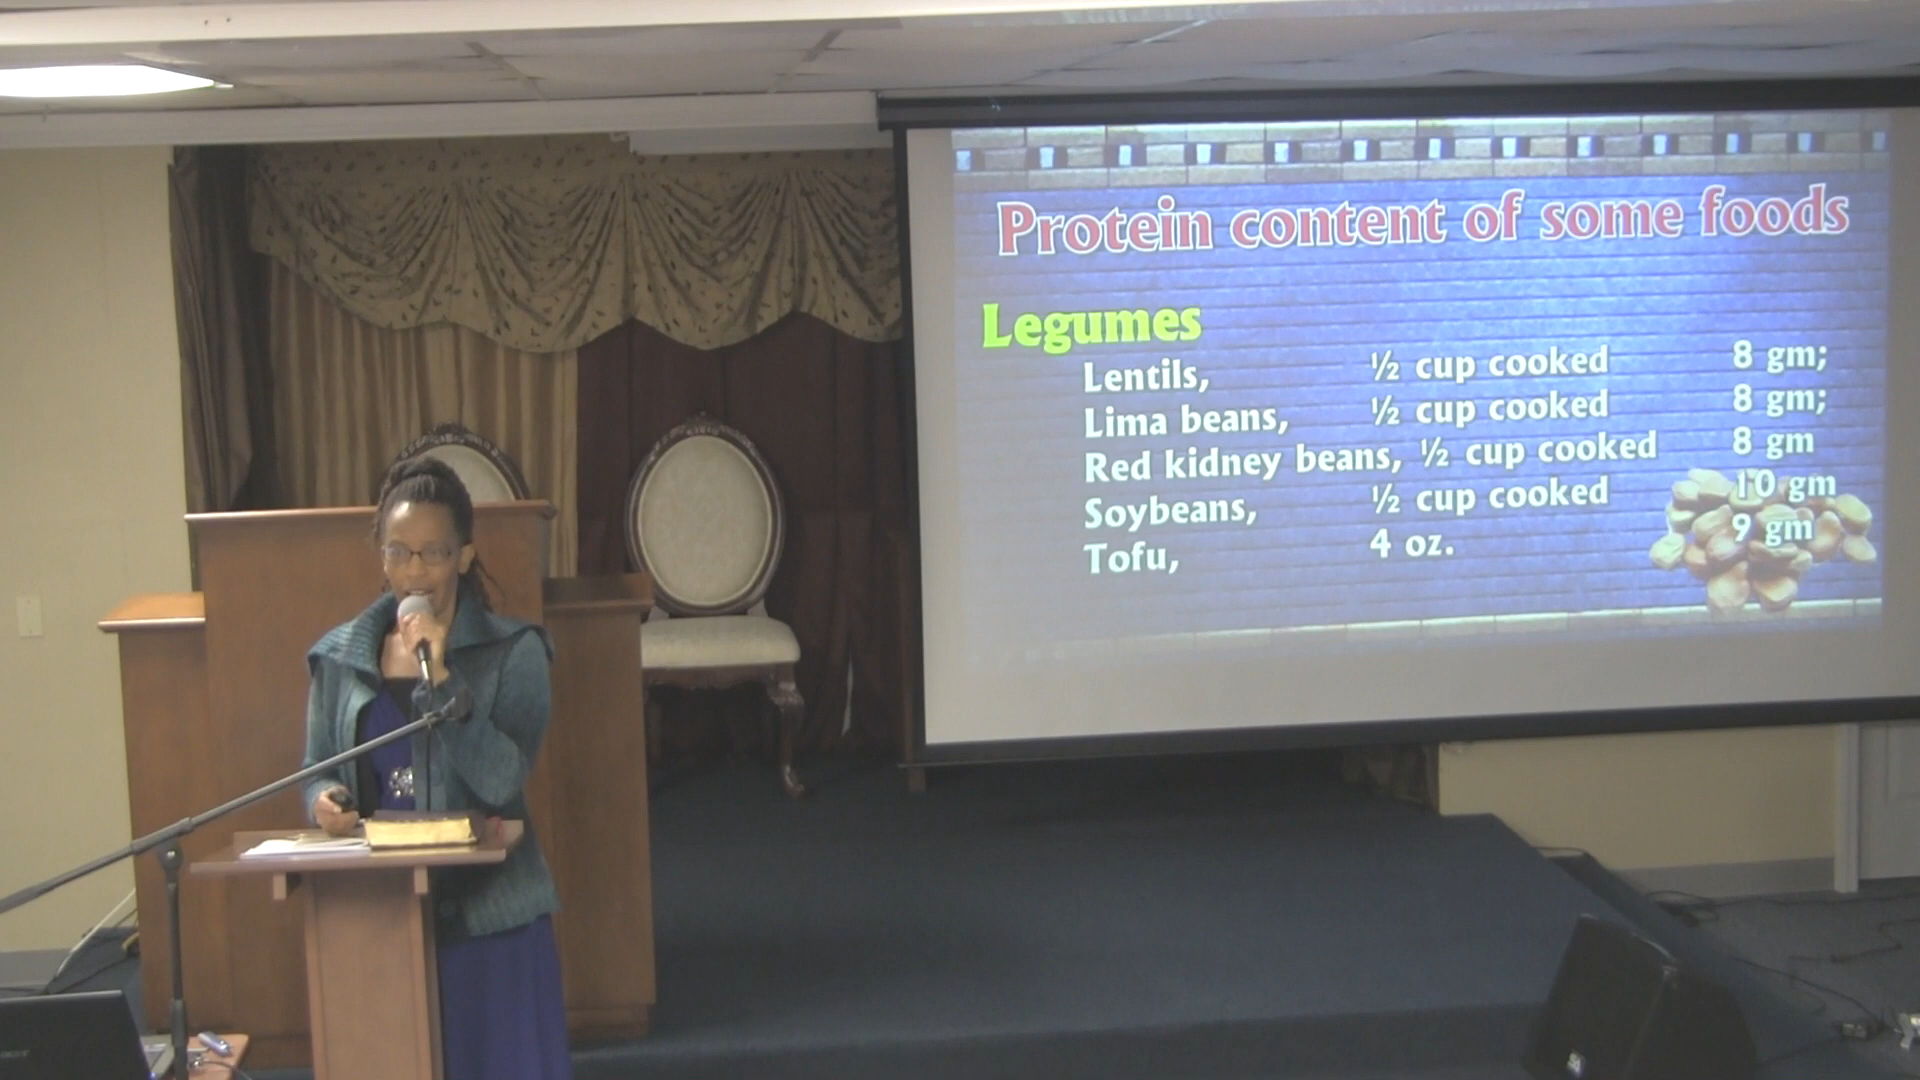 Protein content of some foods
Legumes
Lentils, ½ cup cooked 8 gm;
Lima beans, ½ cup cooked 8 gm;
Red kidney beans, ½ cup cooked 8 gm
Soybeans, ½ cup cooked 10 gm
Tofu, 4 oz. 9 gm